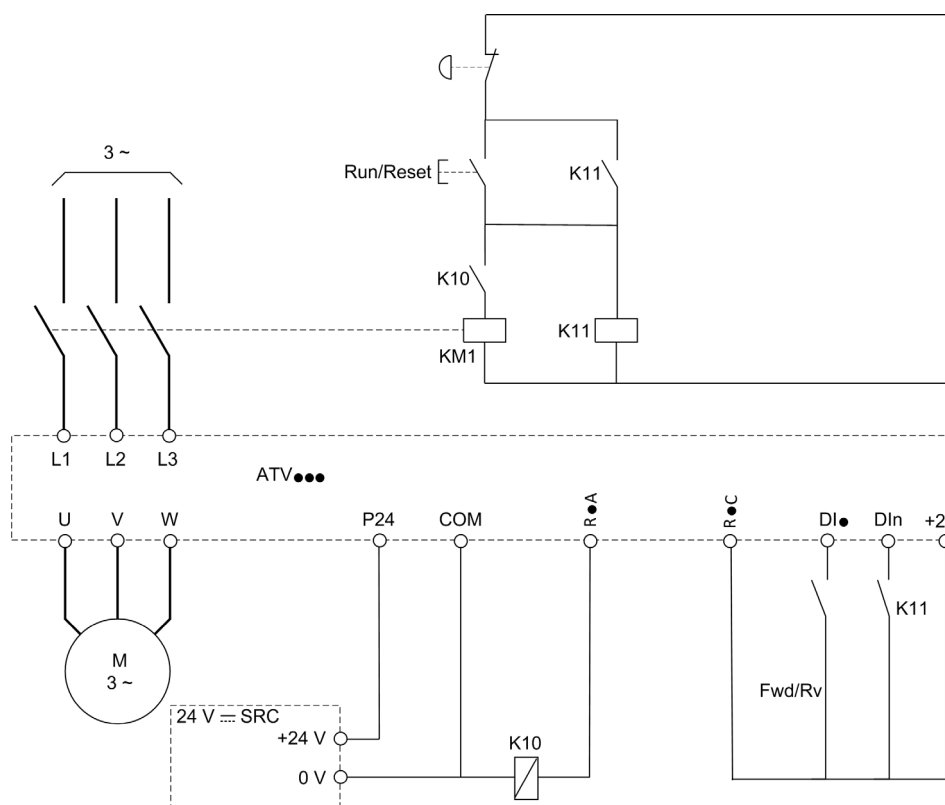 3 ~
Run/Reset
K11
K10
KM1
K11
L1
L2
L3
ATV●●●
U
V
W
P24
COM
R●A
R●C
DI●
DIn
+2
K11
M
3 ~
Fwd/Rv
24 V ⎓ SRC
+24 V
K10
0 V